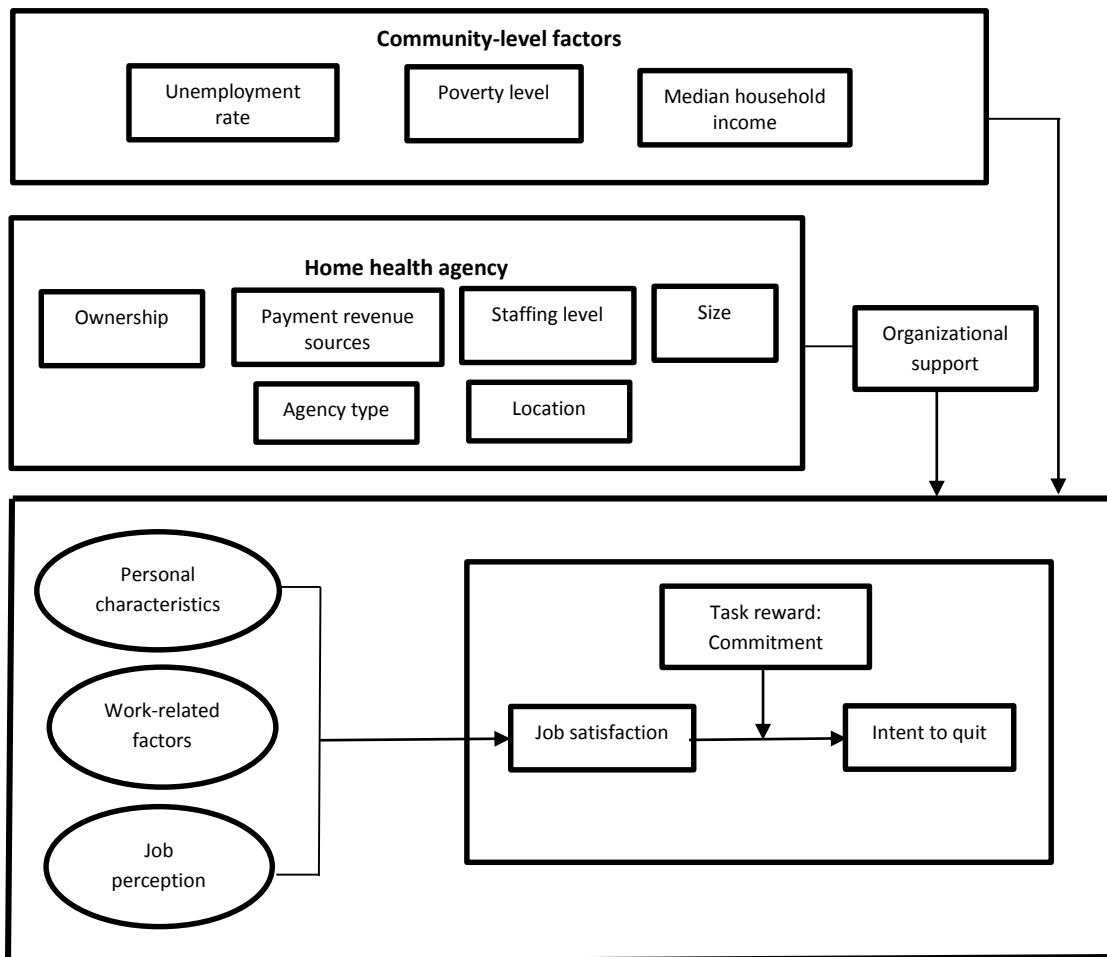 Community-level factors
Unemployment
rate
Poverty level
Median household
income
Home health agency
Ownership
Payment revenue
sources
Staffing level
Size
Agency type
Location
Organizational
support
Personal
characteristics
Work-related
factors
Job
perception
Task reward:
Commitment
Job satisfaction
Intent to quit